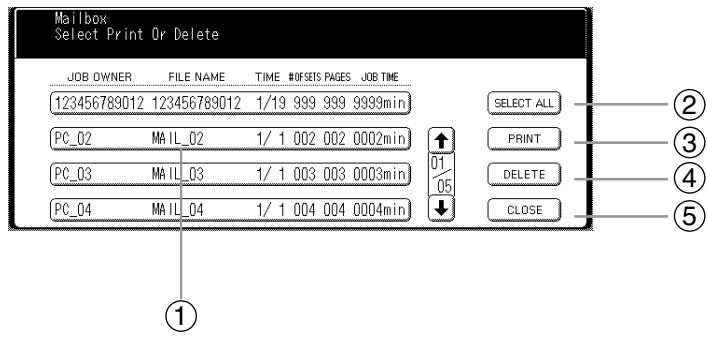 Mailbox
Select Print Or Delete
JOB OWNER FILE NAME TIME #OFSETS PAGES JOB TIME
123456789012 123456789012 1/19 999 999 9999min SELECT ALL ②
PC_02 MAIL_02 1/ 1 002 002 0002min PRINT ③
01
05
PC_03 MAIL_03 1/ 1 003 003 0003min DELETE ④
PC_04 MAIL_04 1/ 1 004 004 0004min CLOSE ⑤
①